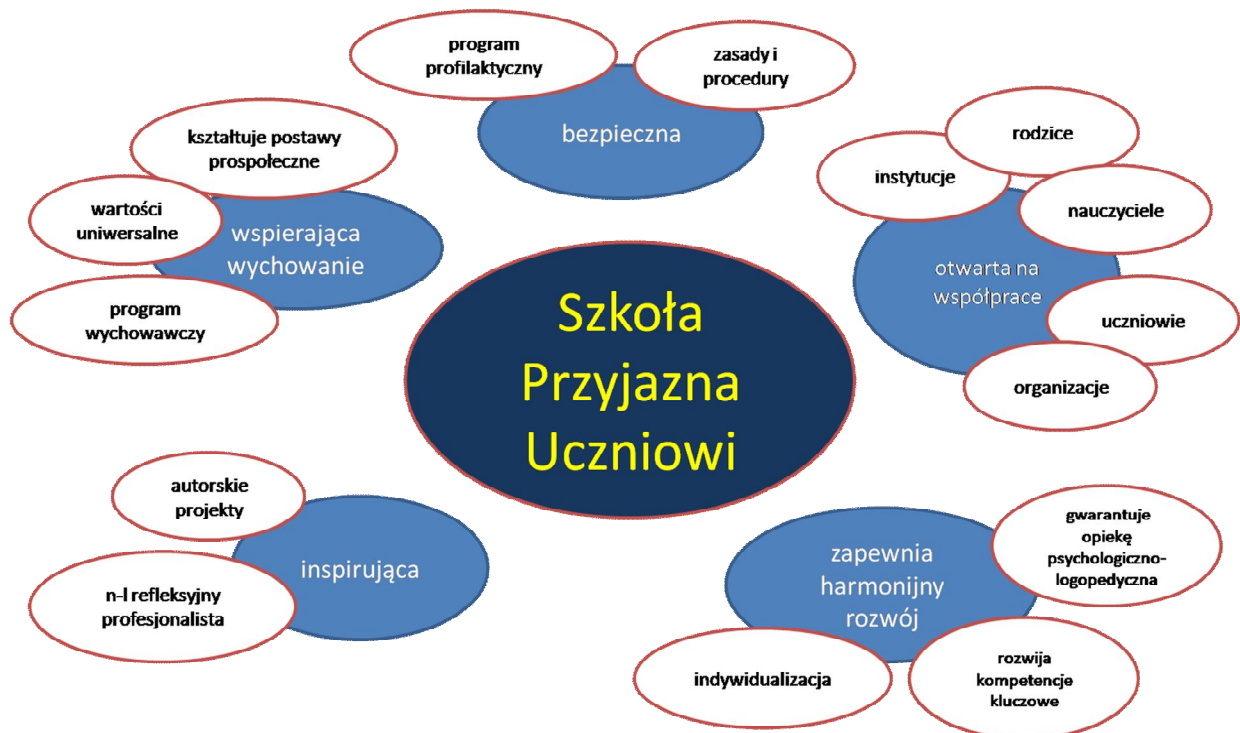 program
profilaktyczny
zasady i
procedury
bezpieczna
kształtuje postawy
prospołeczne
wartości
uniwersalne
wspierająca
wychowanie
program
wychowawczy
rodzice
instytucje
nauczyciele
otwarta na
współprace
uczniowie
organizacje
Szkoła
Przyjazna
Uczniowi
autorskie
projekty
inspirująca
n-l refleksyjny
profesjonalista
zapewnia
harmonijny
rozwój
gwarantuje
opiekę
psychologiczno-
logopedyczna
indywidualizacja
rozwija
kompetencje
kluczowe